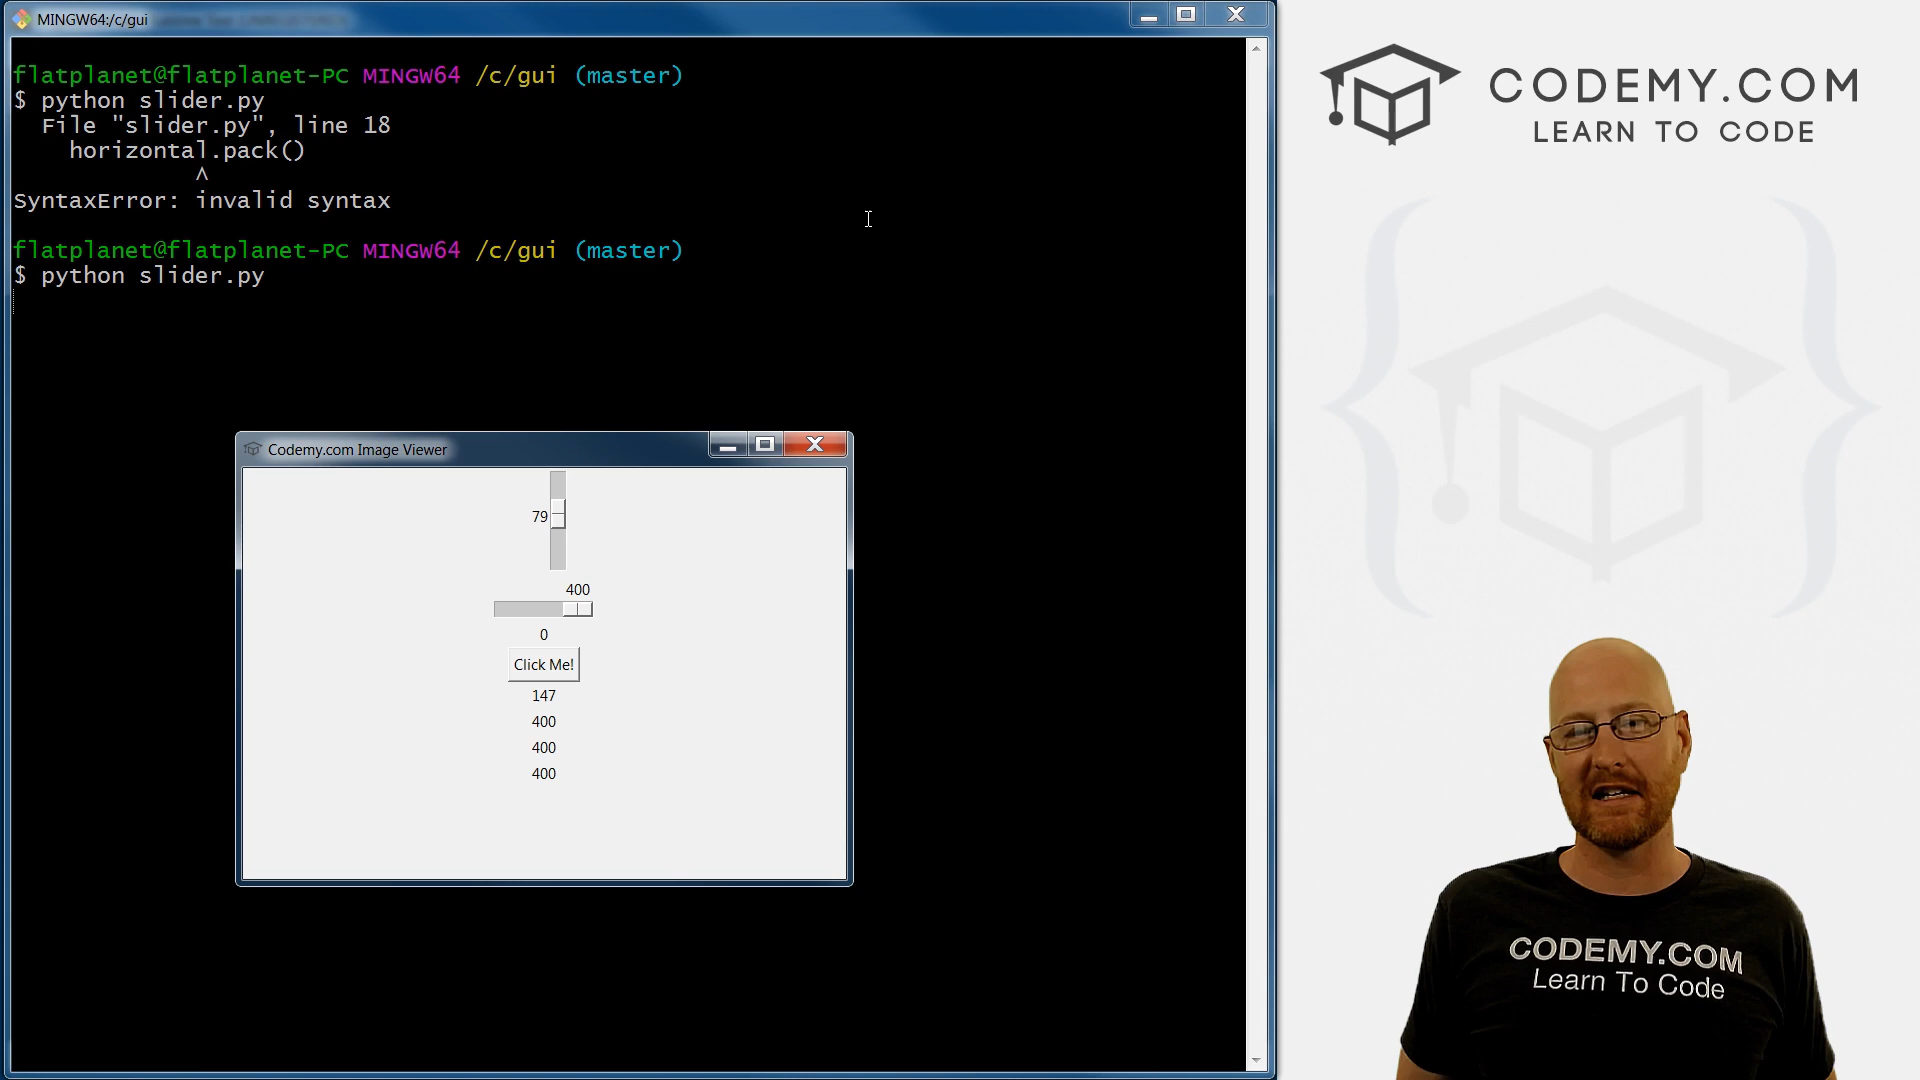 MINGW64:/c/gui
flatplanet@flatplanet-PC MINGW64 /c/gui (master)
$ python slider.py
File "slider.py", line 18
horizontal.pack()
^
SyntaxError: invalid syntax
flatplanet@flatplanet-PC MINGW64 /c/gui (master)
$ python slider.py
Codemy.com Image Viewer
79
400
0
Click Me!
147
400
400
400
CODEMY.COM
LEARN TO CODE
CODEMY.COM
Learn To Code